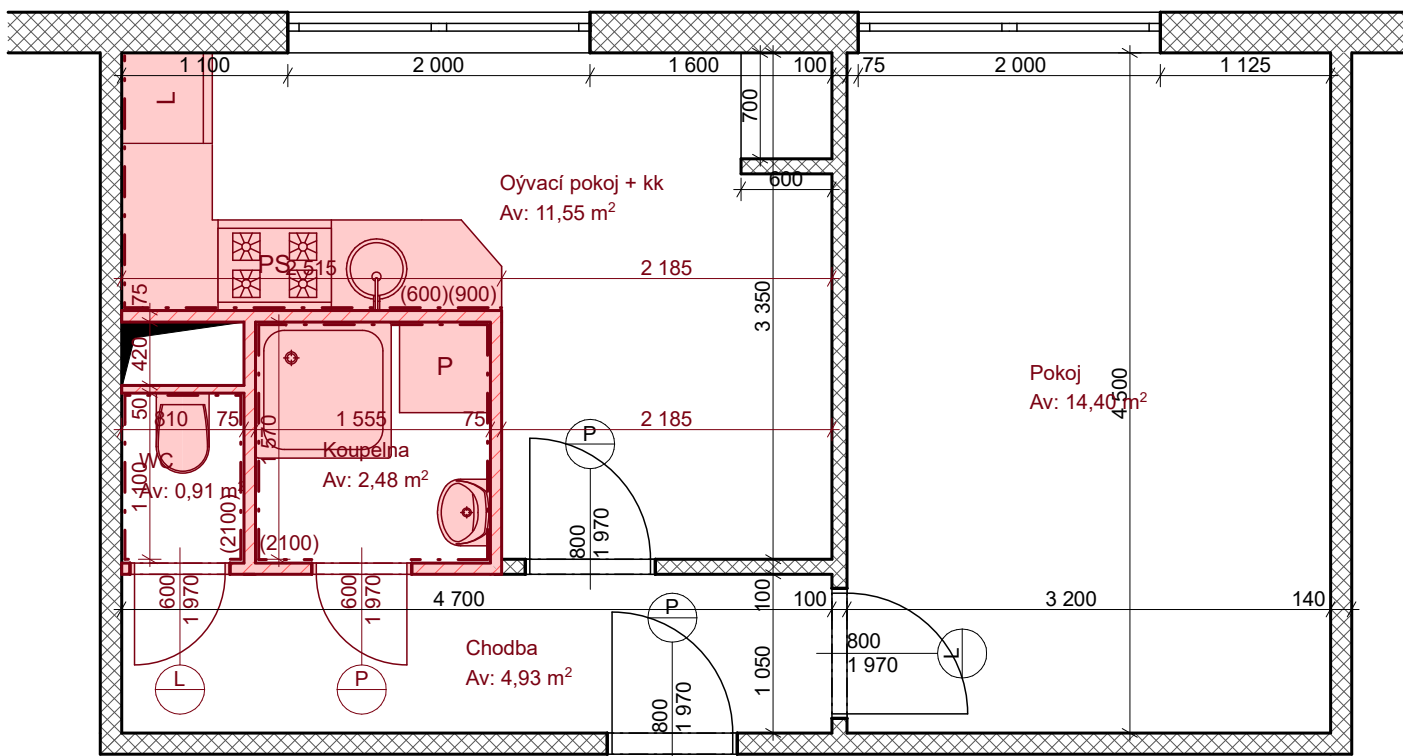 1 100
2 000
1 600
100
75
2 000
1 125
L
700
600
Oývací pokoj + kk
Av: 11,55 m²
PS
2 515
2 185
(600)(900)
75
3 350
4 500
420
P
Pokoj
Av: 14,40 m²
50
810
75
1 570
1 555
75
2 185
P
WC
Av: 0,91 m²
Koupelna
Av: 2,48 m²
1 100
(2100)
(2100)
800
1 970
600
1 970
600
1 970
4 700
100
100
3 200
140
P
Chodba
Av: 4,93 m²
L
P
1 050
800
1 970
800
1 970
L